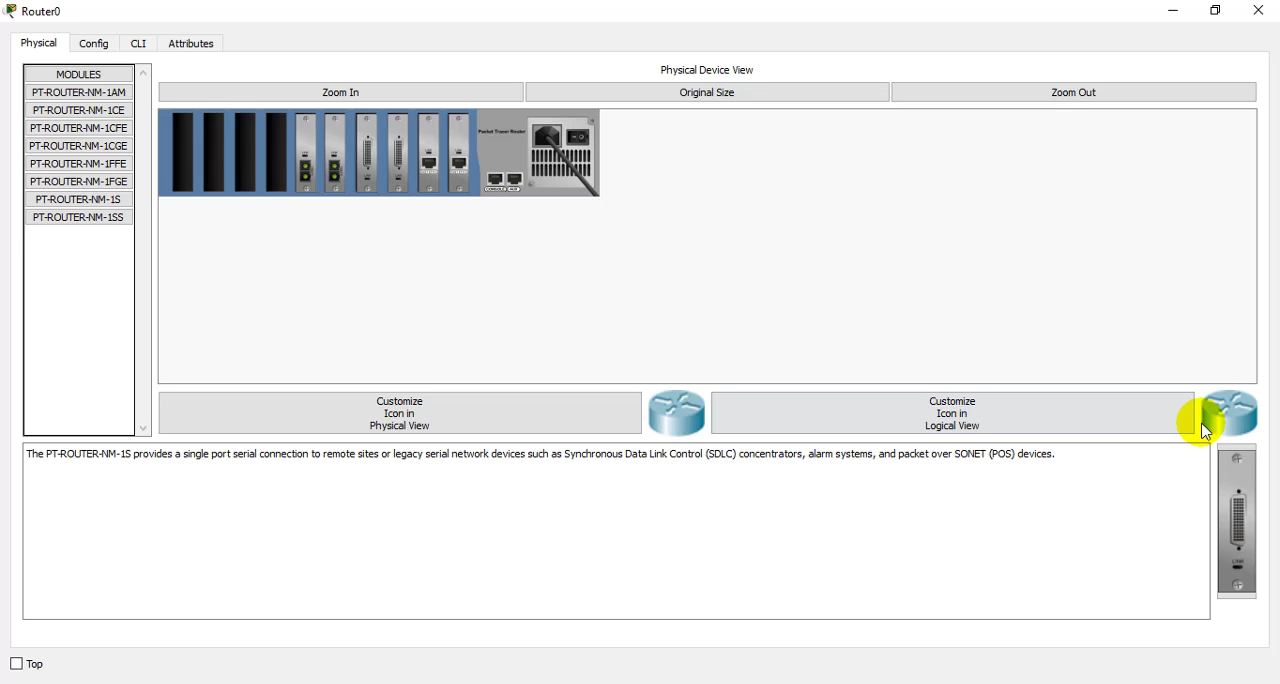 Router0
Physical
Config
CLI
Attributes
MODULES
PT-ROUTER-NM-1AM
PT-ROUTER-NM-1CE
PT-ROUTER-NM-1CFE
PT-ROUTER-NM-1CGE
PT-ROUTER-NM-1FFE
PT-ROUTER-NM-1FGE
PT-ROUTER-NM-1S
PT-ROUTER-NM-1SS
Physical Device View
Zoom In
Original Size
Zoom Out
Packet Tracer Router
CONSOLE
AUX
Customize
Icon in
Physical View
Customize
Icon in
Logical View
The PT-ROUTER-NM-1S provides a single port serial connection to remote sites or legacy serial network devices such as Synchronous Data Link Control (SDLC) concentrators, alarm systems, and packet over SONET (POS) devices.
LINK
Top